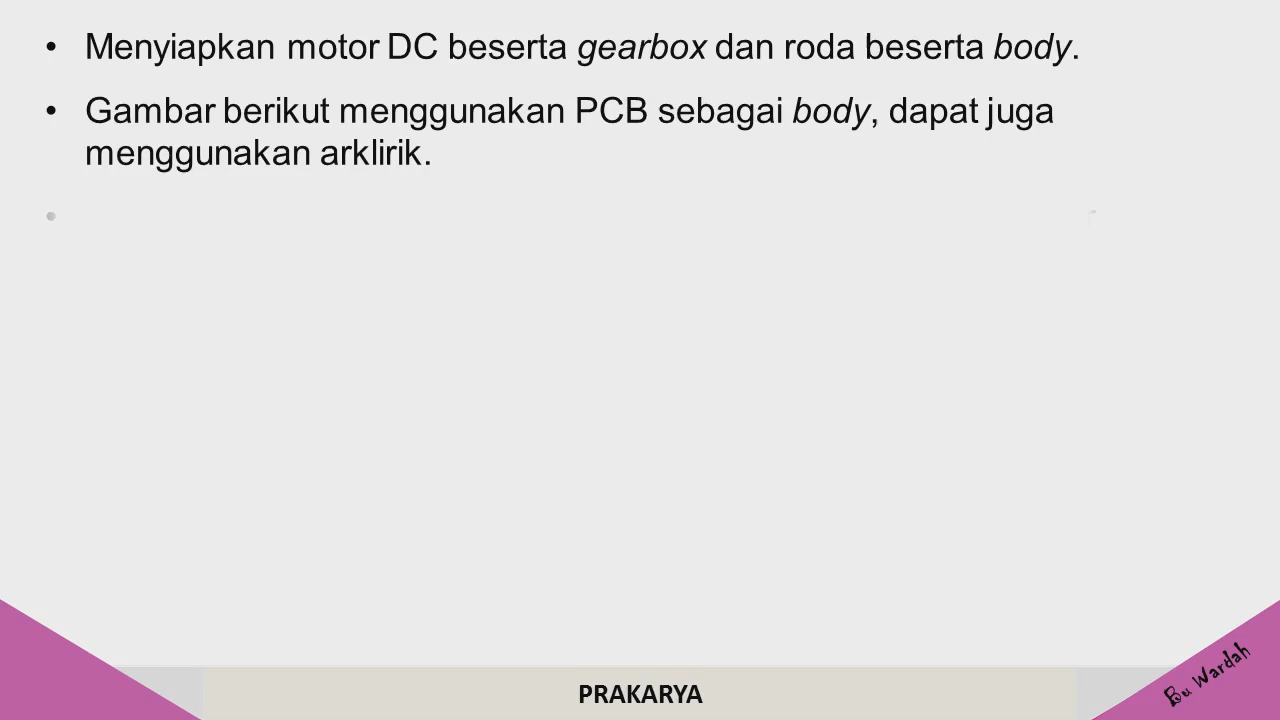 • Menyiapkan motor DC beserta gearbox dan roda beserta body.
• Gambar berikut menggunakan PCB sebagai body, dapat juga
menggunakan arklirik.
•
PRAKARYA
Bu Wardah